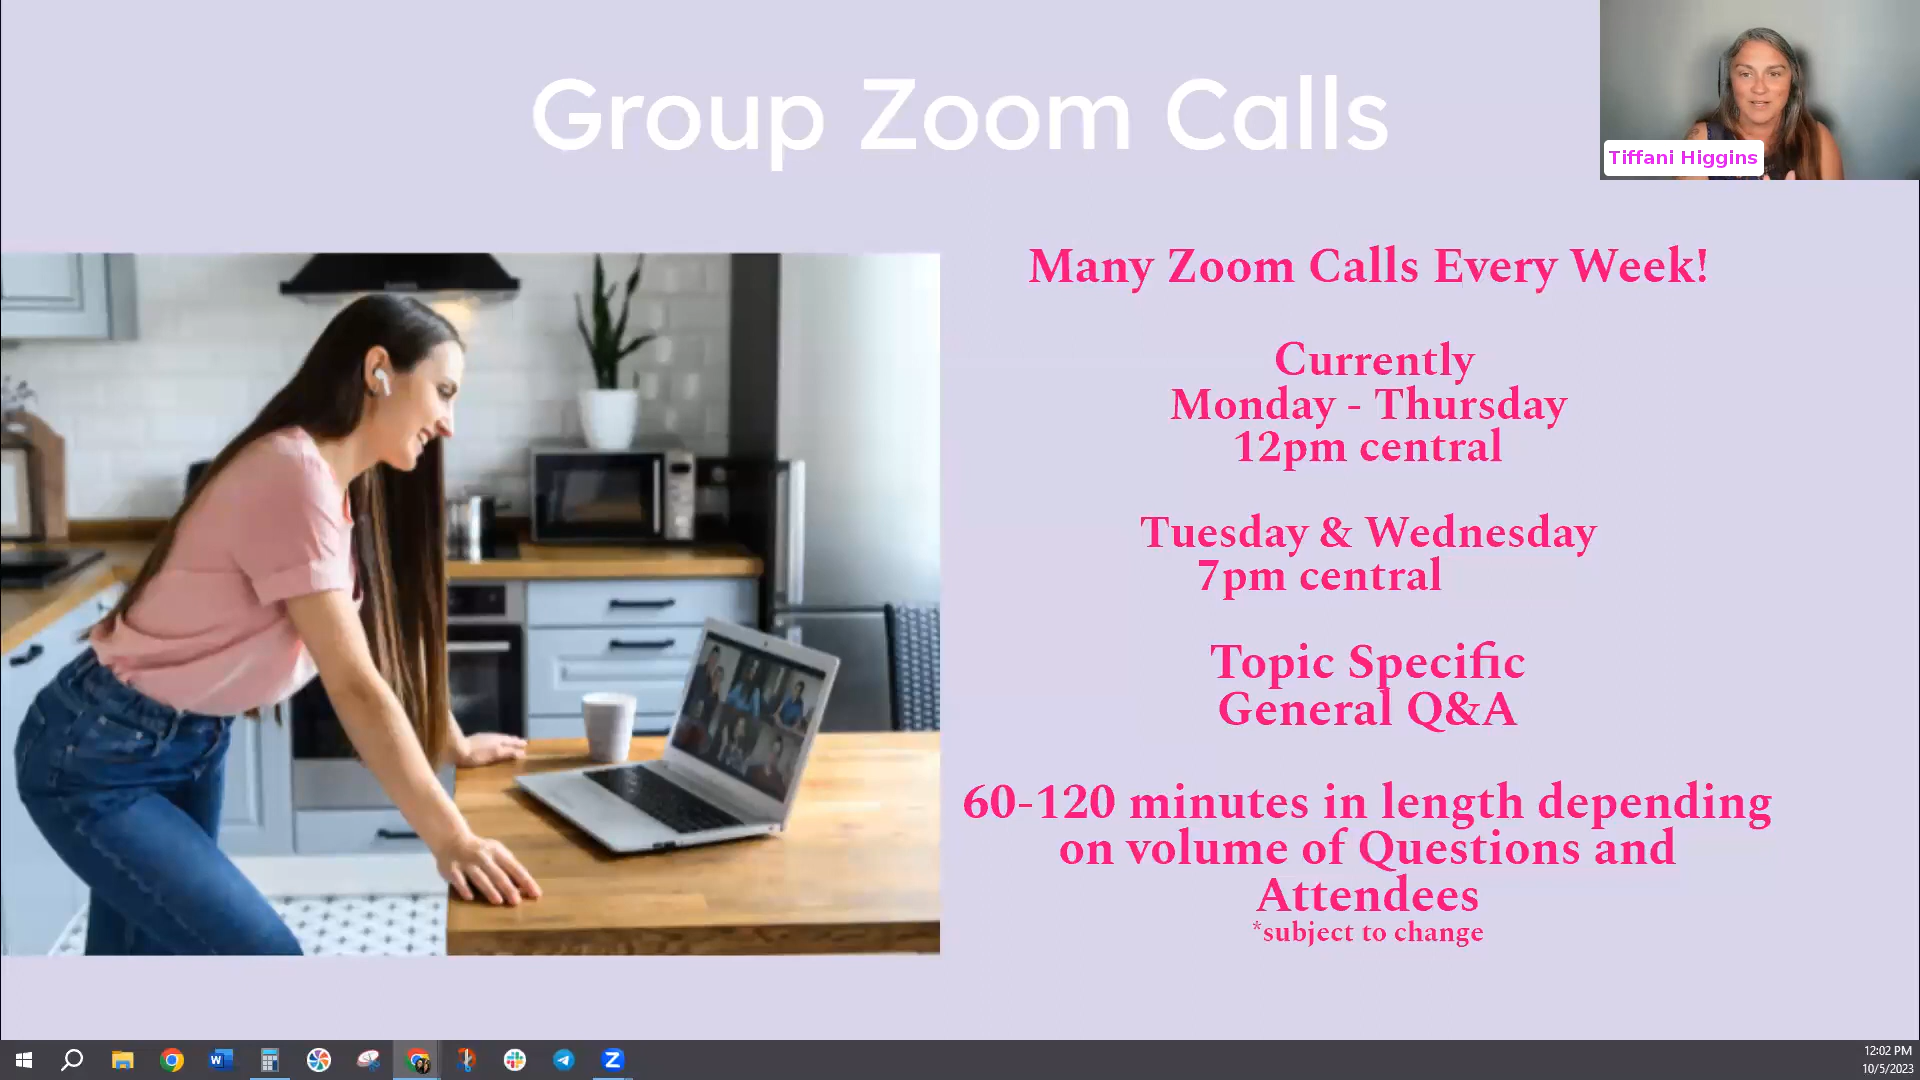 Group Zoom Calls
Tiffani Higgins
Many Zoom Calls Every Week!
Currently
Monday - Thursday
12pm central
Tuesday & Wednesday
7pm central
Topic Specific
General Q&A
60-120 minutes in length depending
on volume of Questions and
Attendees
*subject to change
12:02 PM
10/5/2023